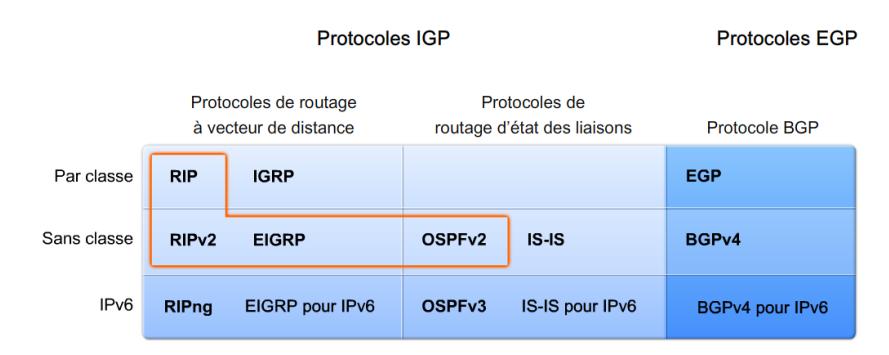 Protocoles IGP
Protocoles EGP
Protocoles de routage
à vecteur de distance
Protocoles de
routage d'état des liaisons
Protocole BGP
Par classe
RIP
IGRP
EGP
Sans classe
RIPv2
EIGRP
OSPFv2
IS-IS
BGPv4
IPv6
RIPng
EIGRP pour IPv6
OSPFv3
IS-IS pour IPv6
BGPv4 pour IPv6